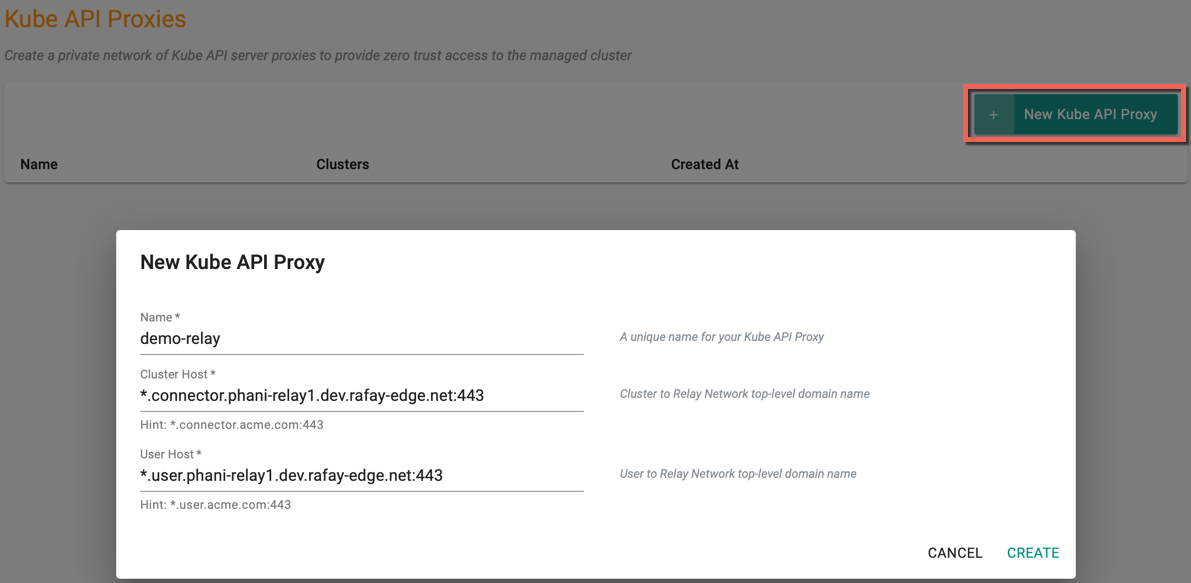 Kube API Proxies
Create a private network of Kube API server proxies to provide zero trust access to the managed cluster
+ New Kube API Proxy
Name Clusters Created At
New Kube API Proxy
Name *
demo-relay
A unique name for your Kube API Proxy
Cluster Host *
*.connector.phani-relay1.dev.rafay-edge.net:443
Cluster to Relay Network top-level domain name
Hint: *.connector.acme.com:443
User Host *
*.user.phani-relay1.dev.rafay-edge.net:443
User to Relay Network top-level domain name
Hint: *.user.acme.com:443
CANCEL CREATE